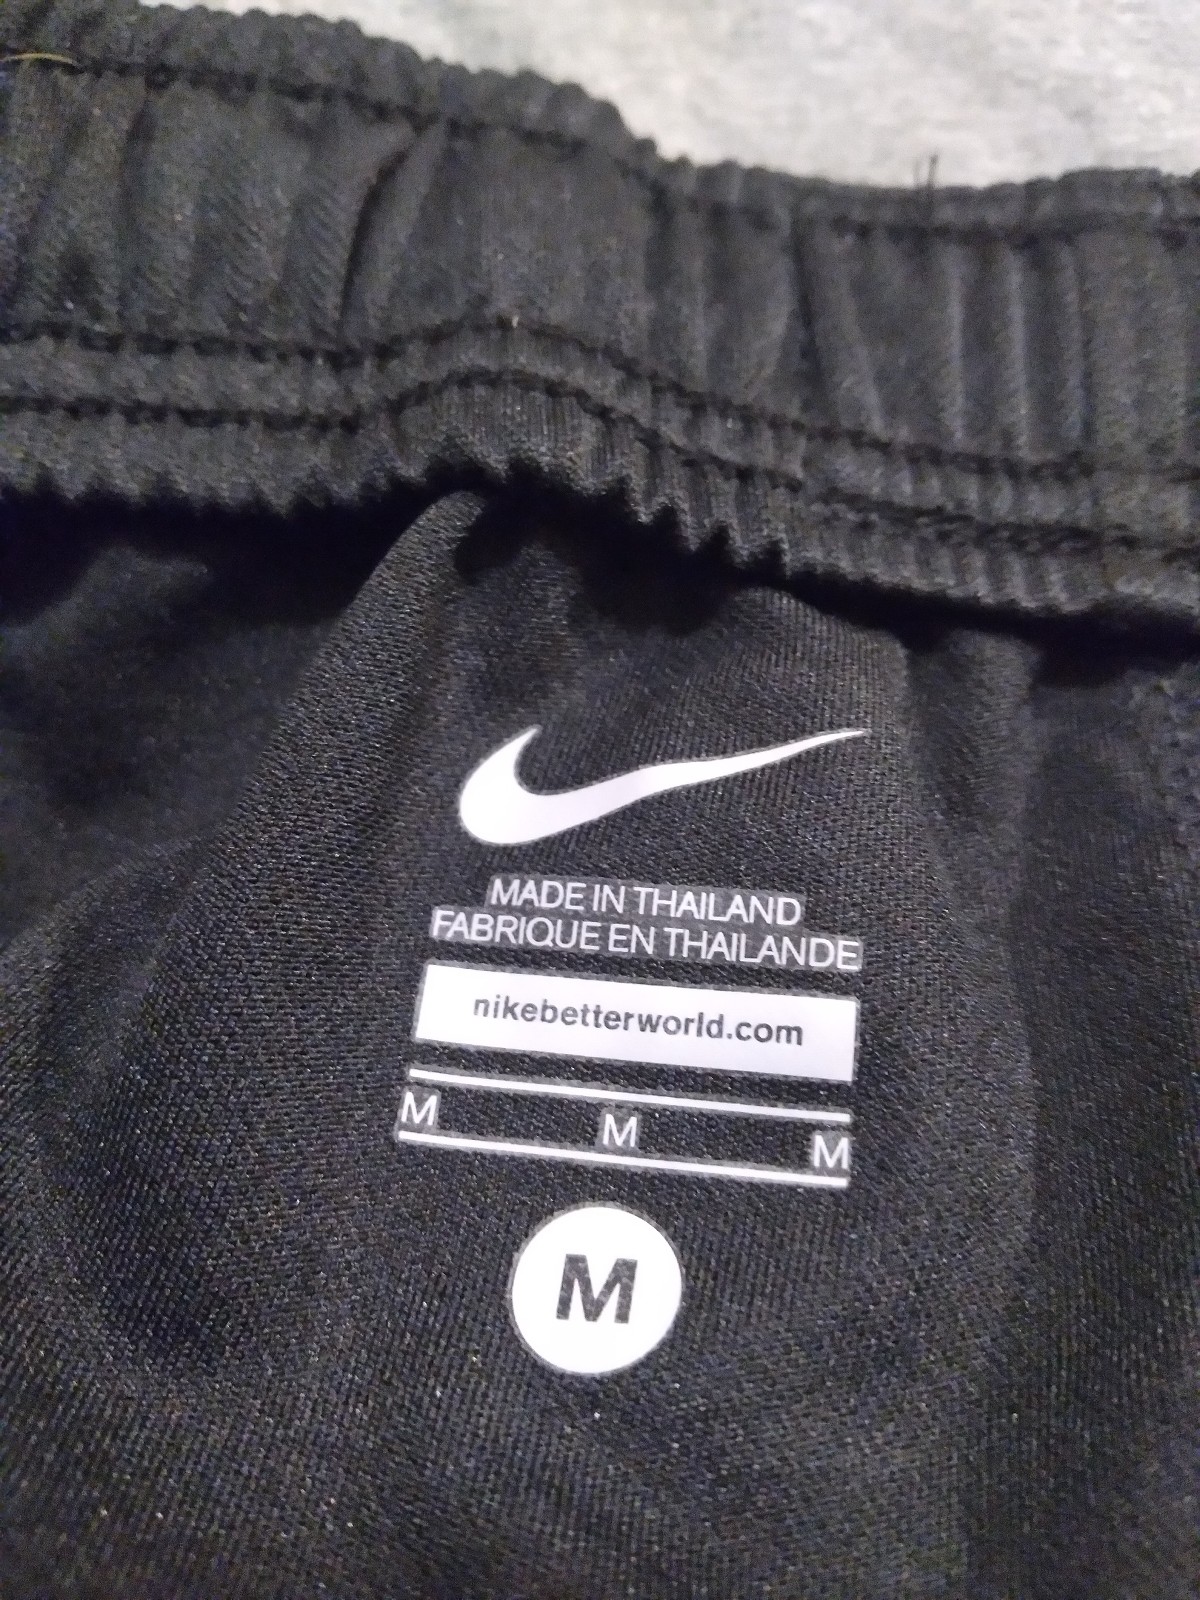 MADE IN THAILAND
FABRIQUE EN THAILANDE
nikebetterworld.com
M M M
M